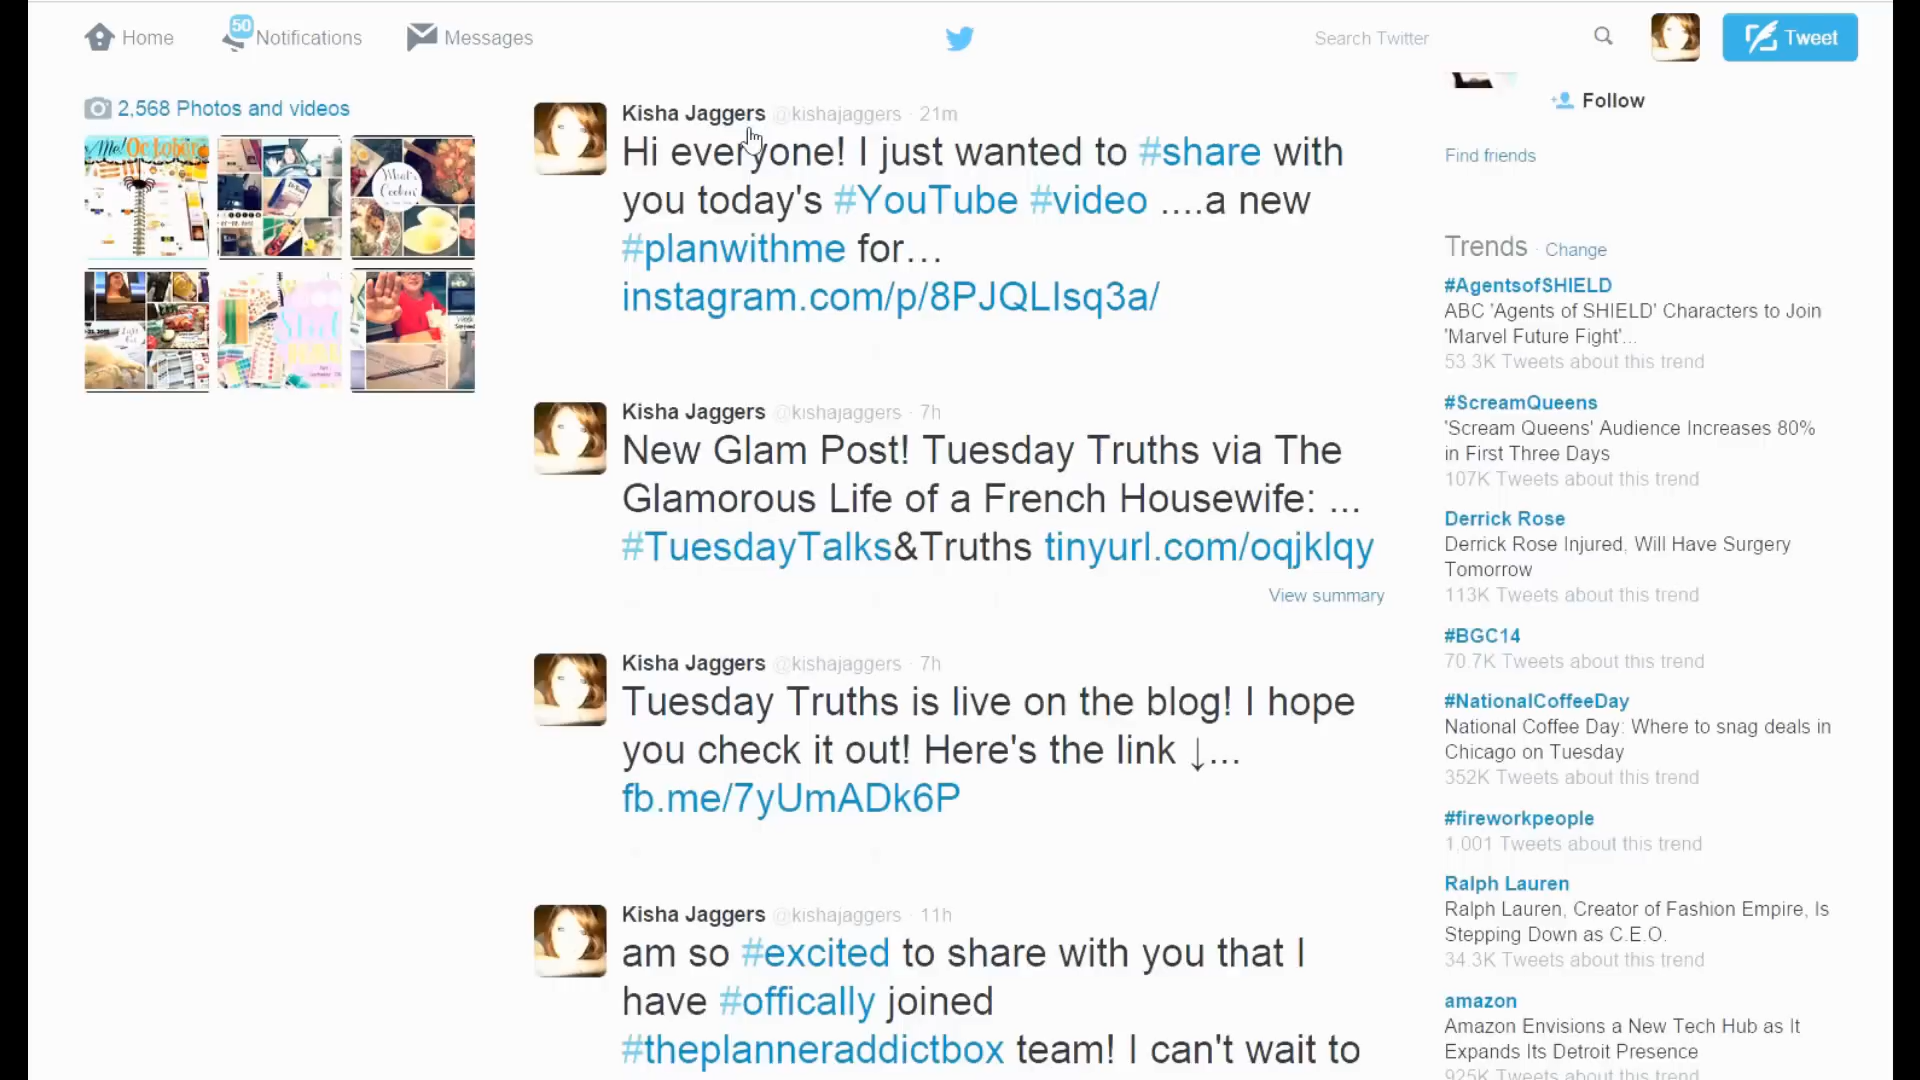 Home
50
Notifications
Messages
Search Twitter
Tweet
2,568 Photos and videos
Me! October
What's
Cookin'
Kisha Jaggers @kishajaggers · 21m
Hi everyone! I just wanted to #share with
you today's #YouTube #video ....a new
#planwithme for…
instagram.com/p/8PJQLIsq3a/
Kisha Jaggers @kishajaggers · 7h
New Glam Post! Tuesday Truths via The
Glamorous Life of a French Housewife: ...
#TuesdayTalks&Truths tinyurl.com/oqjklqy
View summary
Kisha Jaggers @kishajaggers · 7h
Tuesday Truths is live on the blog! I hope
you check it out! Here's the link ↓...
fb.me/7yUmADk6P
Kisha Jaggers @kishajaggers · 11h
am so #excited to share with you that I
have #offically joined
#theplanneraddictbox team! I can't wait to
Follow
Find friends
Trends · Change
#AgentsofSHIELD
ABC 'Agents of SHIELD' Characters to Join
'Marvel Future Fight'...
53.3K Tweets about this trend
#ScreamQueens
'Scream Queens' Audience Increases 80%
in First Three Days
107K Tweets about this trend
Derrick Rose
Derrick Rose Injured, Will Have Surgery
Tomorrow
113K Tweets about this trend
#BGC14
70.7K Tweets about this trend
#NationalCoffeeDay
National Coffee Day: Where to snag deals in
Chicago on Tuesday
352K Tweets about this trend
#fireworkpeople
1,001 Tweets about this trend
Ralph Lauren
Ralph Lauren, Creator of Fashion Empire, Is
Stepping Down as C.E.O.
34.3K Tweets about this trend
amazon
Amazon Envisions a New Tech Hub as It
Expands Its Detroit Presence
925K Tweets about this trend